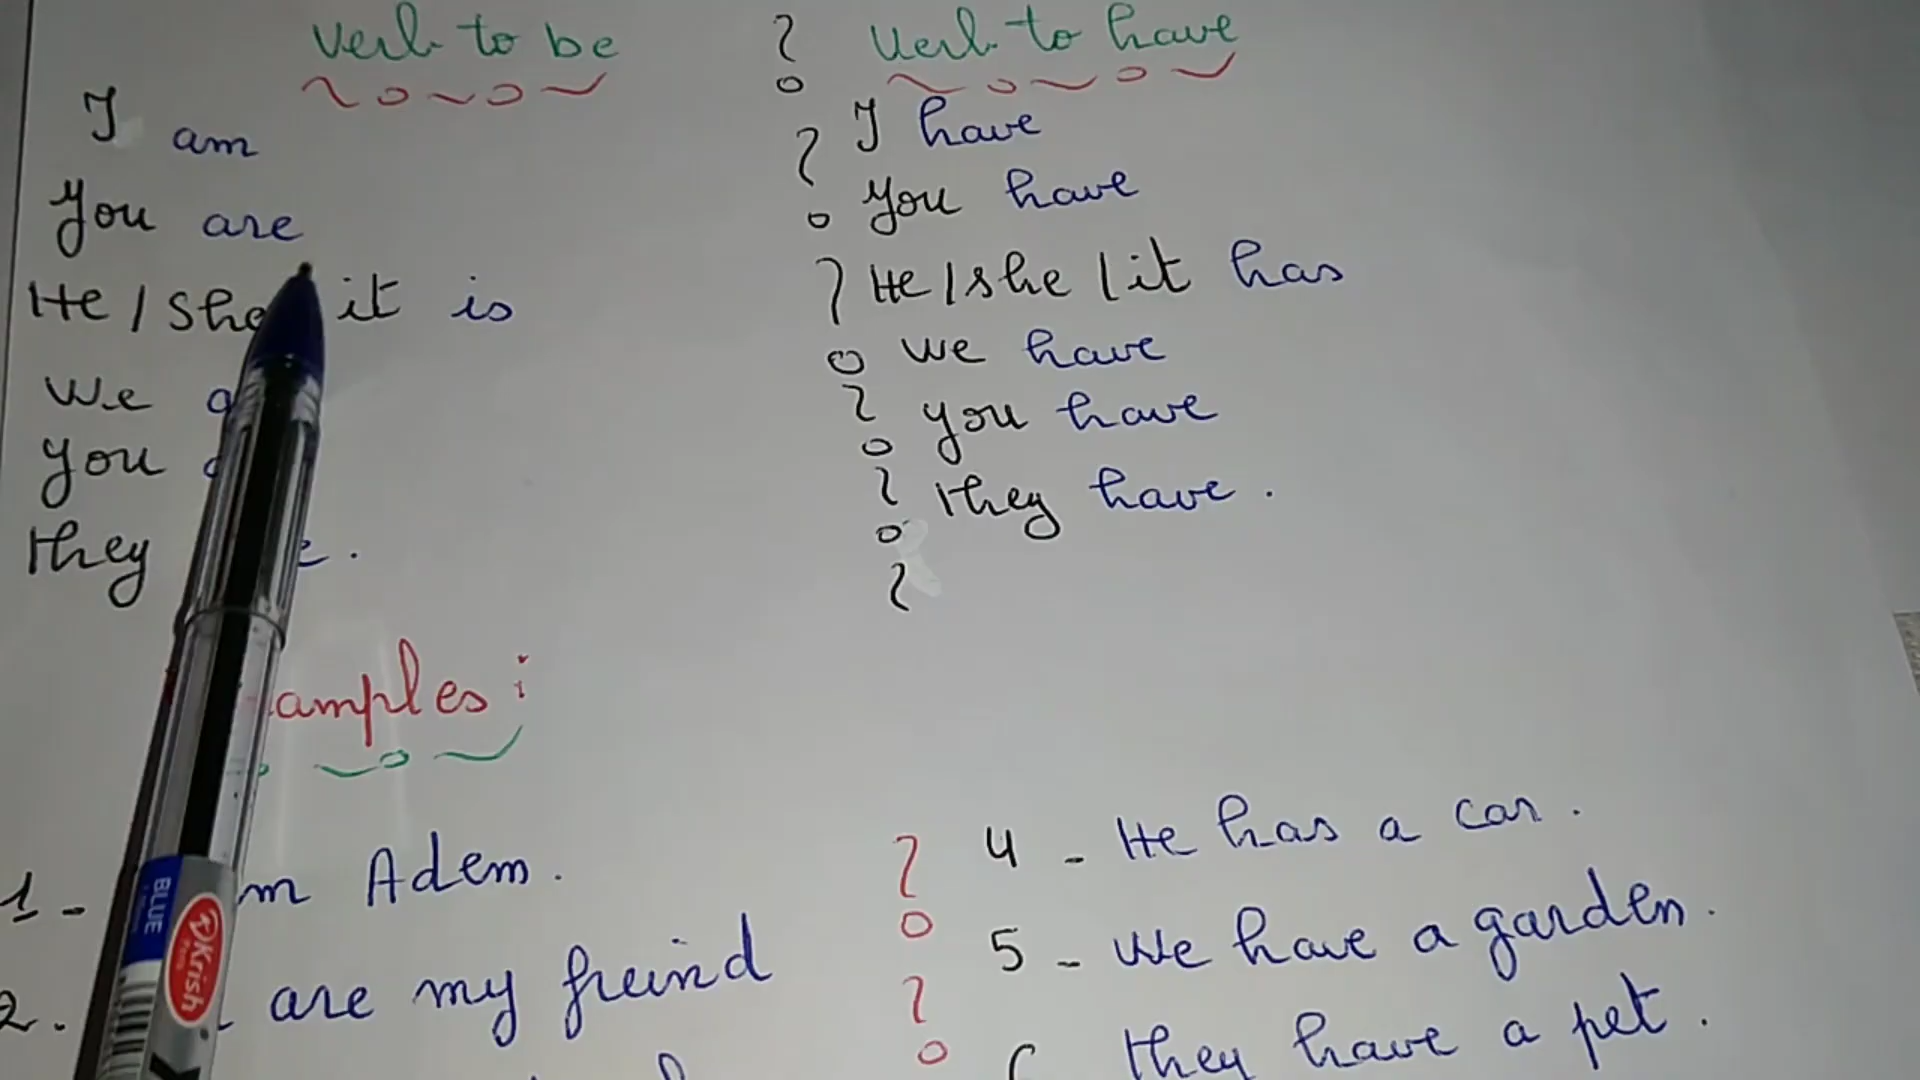 verb to be
I am
You are
He / she it is
We
you
they
amples:
1 - m Adem.
2. are my freind
verb to have
I have
you have
He / she / it has
we have
you have
they have.
4 - He has a car.
5 - We have a garden.
they have a pet.
BLUE
DKrish